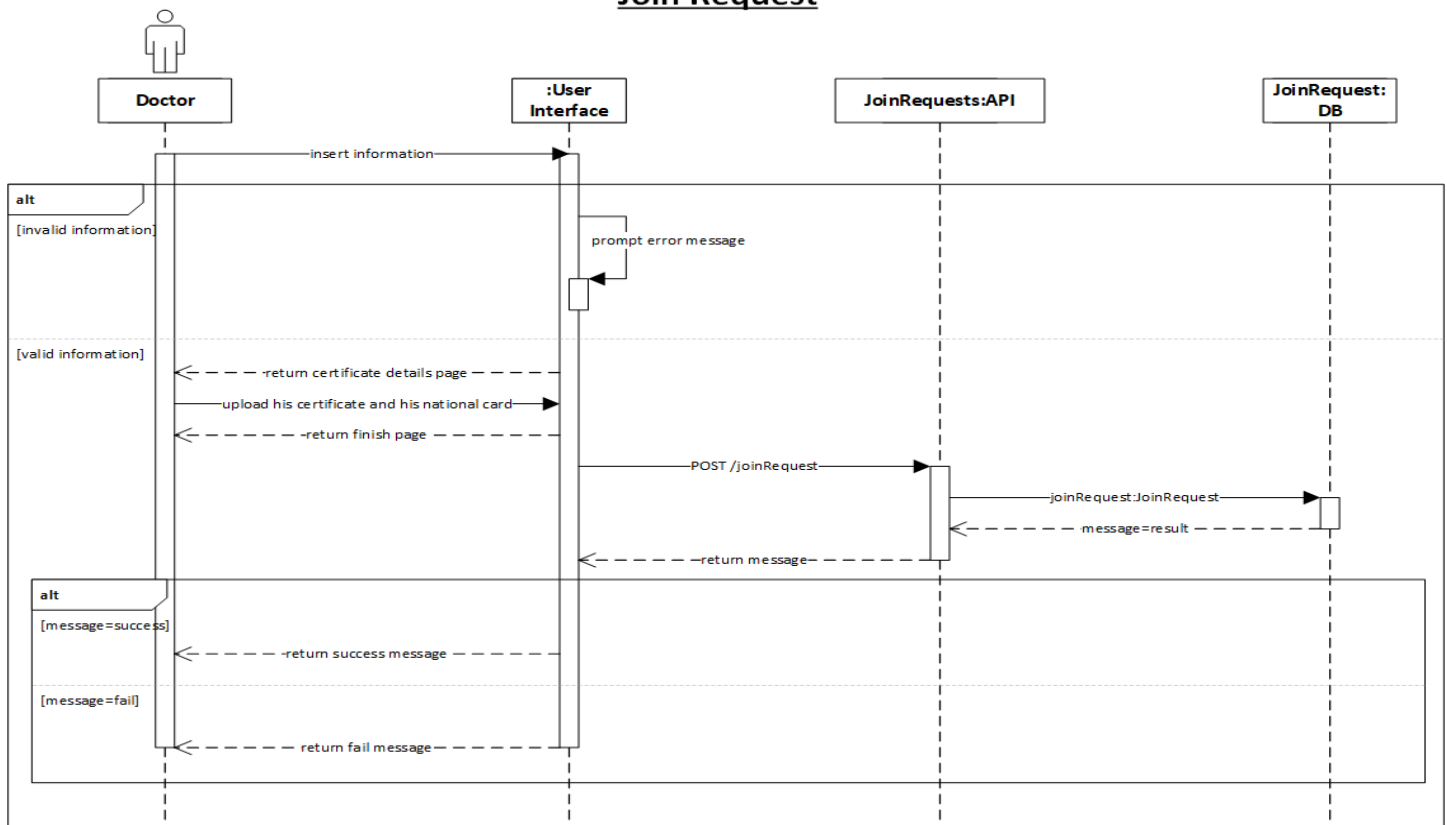 Join Request
Doctor
:User
Interface
JoinRequests:API
JoinRequest:
DB
insert information
alt
[invalid information]
prompt error message
[valid information]
return certificate details page
upload his certificate and his national card
return finish page
POST /joinRequest
joinRequest:JoinRequest
message=result
return message
alt
[message=success]
return success message
[message=fail]
return fail message